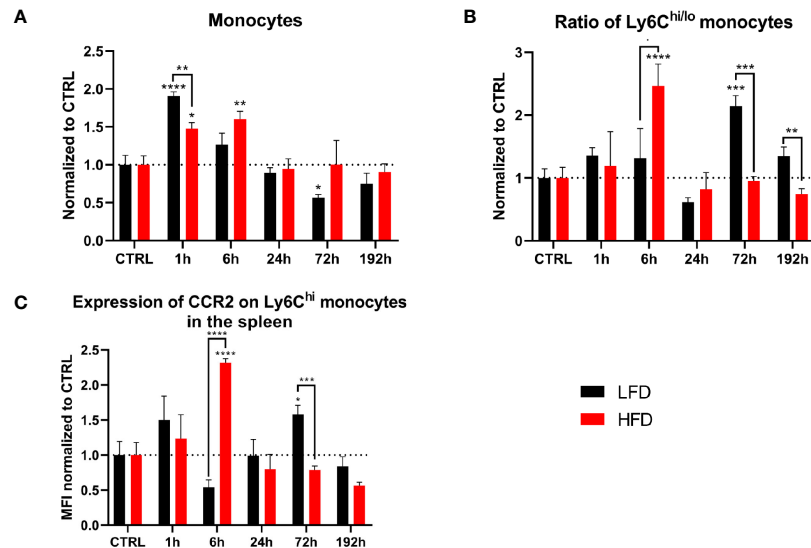 A
Monocytes
Normalized to CTRL
2.5
2.0
1.5
1.0
0.5
0.0
**
****
*
**
*
CTRL 1h 6h 24h 72h 192h
B
Ratio of Ly6Chi/lo monocytes
Normalized to CTRL
3
2
1
0
****
***
***
**
CTRL 1h 6h 24h 72h 192h
C
Expression of CCR2 on Ly6Chi monocytes
in the spleen
MFI normalized to CTRL
2.5
2.0
1.5
1.0
0.5
0.0
****
****
***
*
CTRL 1h 6h 24h 72h 192h
LFD
HFD